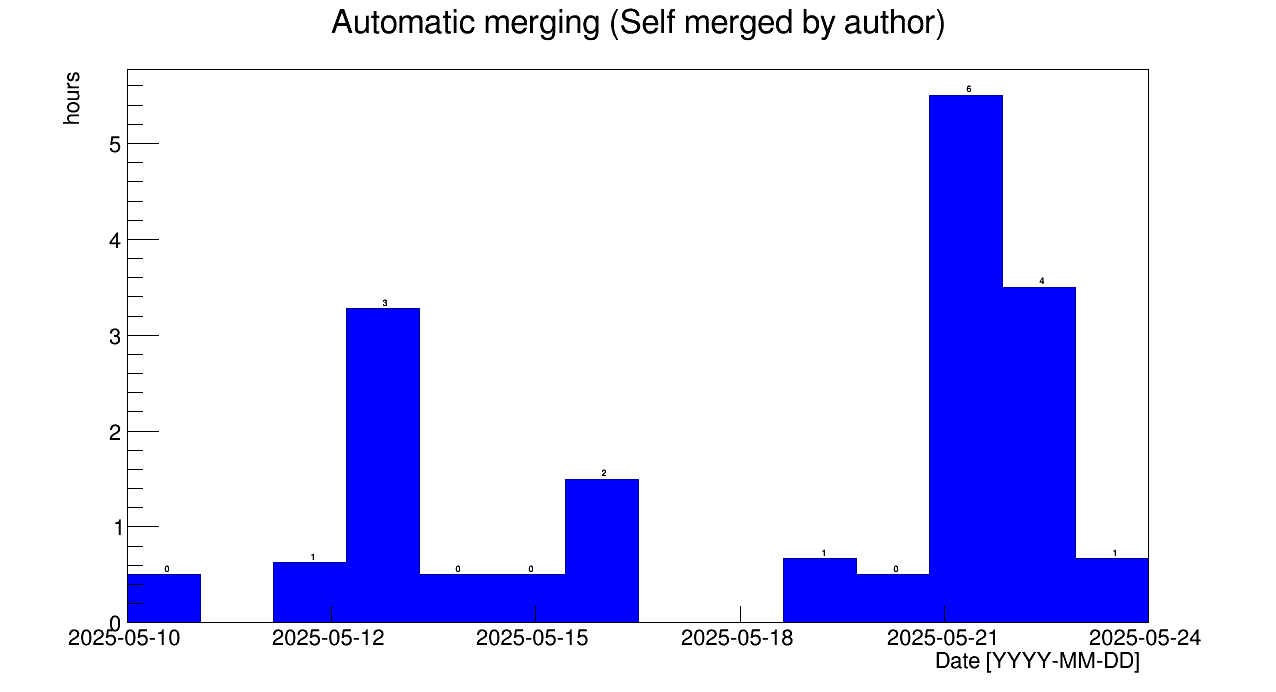 Automatic merging (Self merged by author)
hours
5
4
3
2
1
0
0 1 3 0 0 2 1 0 6 4 1
2025-05-10 2025-05-12 2025-05-15 2025-05-18 2025-05-21 2025-05-24
Date [YYYY-MM-DD]